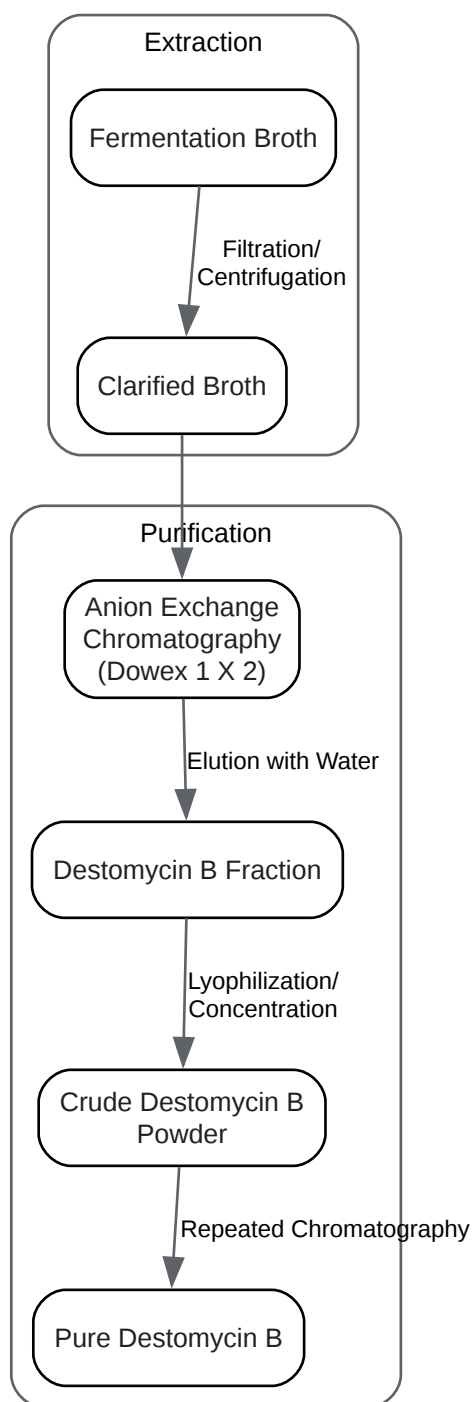 Extraction
Fermentation Broth
Filtration/
Centrifugation
Clarified Broth
Purification
Anion Exchange
Chromatography
(Dowex 1 X 2)
Elution with Water
Destomycin B Fraction
Lyophilization/
Concentration
Crude Destomycin B
Powder
Repeated Chromatography
Pure Destomycin B